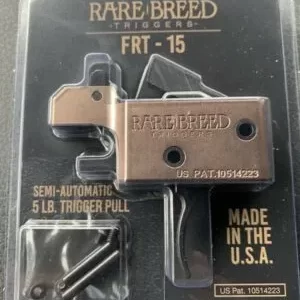 RARE BREED
TRIGGERS
FRT - 15
RARE BREED
TRIGGERS
US PAT. 10514223
SEMI-AUTOMATIC
5 LB. TRIGGER PULL
MADE
IN THE
U.S.A.
US Pat. 10514223